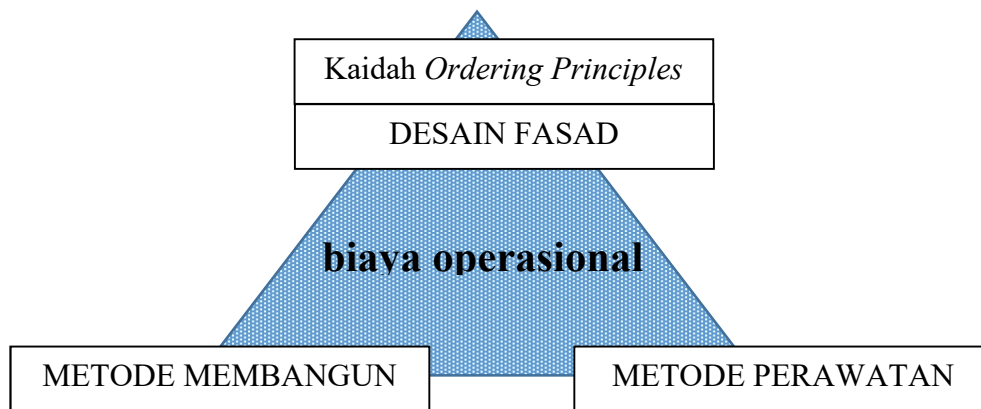 Kaidah Ordering Principles
DESAIN FASAD
biaya operasional
METODE MEMBANGUN
METODE PERAWATAN